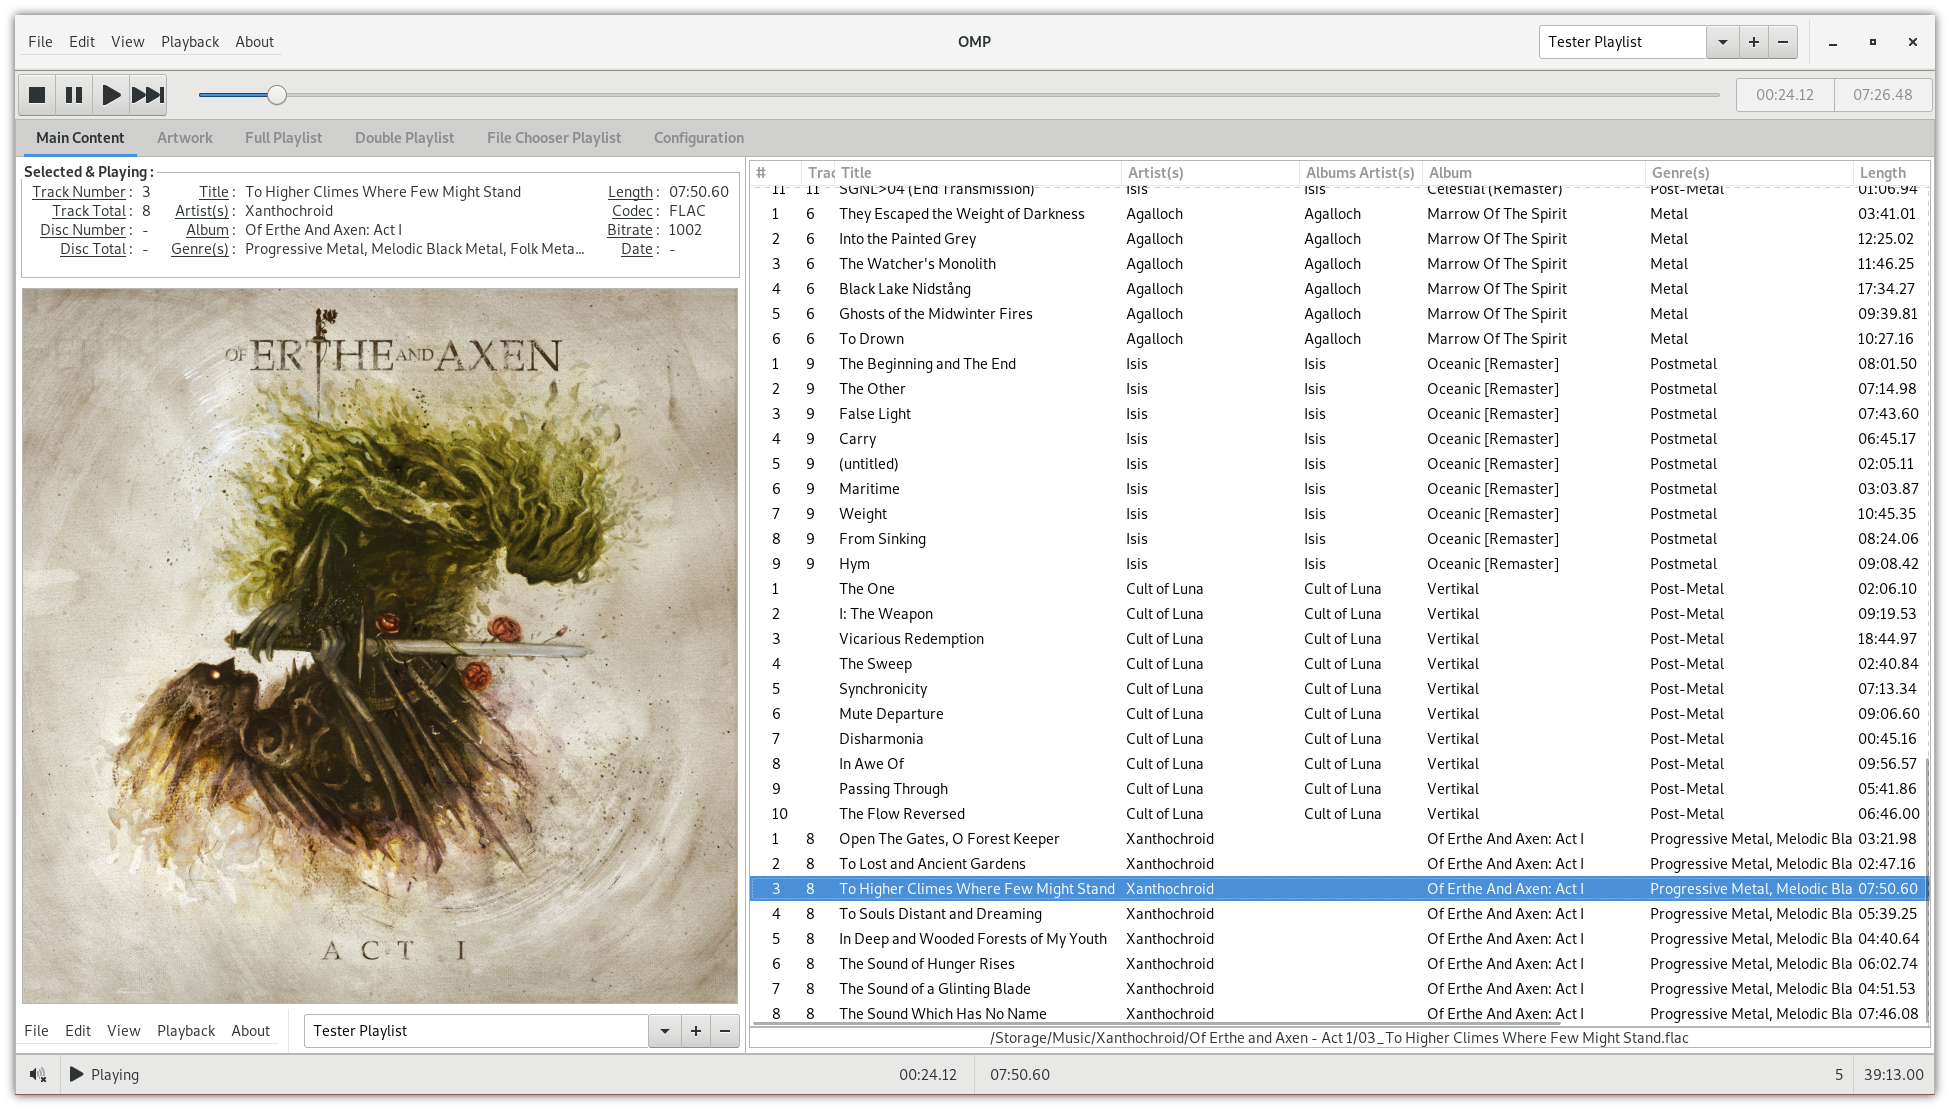 File Edit View Playback About
OMP
Tester Playlist
00:24.12 07:26.48
Main Content Artwork Full Playlist Double Playlist File Chooser Playlist Configuration
Selected & Playing :
Track Number : 3 Title : To Higher Climes Where Few Might Stand Length : 07:50.60
Track Total : 8 Artist(s) : Xanthochroid Codec : FLAC
Disc Number : - Album : Of Erthe And Axen: Act I Bitrate : 1002
Disc Total : - Genre(s) : Progressive Metal, Melodic Black Metal, Folk Meta... Date : -
OF ERTHE AND AXEN
ACT I
File Edit View Playback About
Tester Playlist
# Trac Title Artist(s) Albums Artist(s) Album Genre(s) Length
11 11 SGNL>04 (End Transmission) Isis Isis Celestial (Remaster) Post-Metal 01:06.94
1 6 They Escaped the Weight of Darkness Agalloch Agalloch Marrow Of The Spirit Metal 03:41.01
2 6 Into the Painted Grey Agalloch Agalloch Marrow Of The Spirit Metal 12:25.02
3 6 The Watcher's Monolith Agalloch Agalloch Marrow Of The Spirit Metal 11:46.25
4 6 Black Lake Nidstång Agalloch Agalloch Marrow Of The Spirit Metal 17:34.27
5 6 Ghosts of the Midwinter Fires Agalloch Agalloch Marrow Of The Spirit Metal 09:39.81
6 6 To Drown Agalloch Agalloch Marrow Of The Spirit Metal 10:27.16
1 9 The Beginning and The End Isis Isis Oceanic [Remaster] Postmetal 08:01.50
2 9 The Other Isis Isis Oceanic [Remaster] Postmetal 07:14.98
3 9 False Light Isis Isis Oceanic [Remaster] Postmetal 07:43.60
4 9 Carry Isis Isis Oceanic [Remaster] Postmetal 06:45.17
5 9 (untitled) Isis Isis Oceanic [Remaster] Postmetal 02:05.11
6 9 Maritime Isis Isis Oceanic [Remaster] Postmetal 03:03.87
7 9 Weight Isis Isis Oceanic [Remaster] Postmetal 10:45.35
8 9 From Sinking Isis Isis Oceanic [Remaster] Postmetal 08:24.06
9 9 Hym Isis Isis Oceanic [Remaster] Postmetal 09:08.42
1 The One Cult of Luna Cult of Luna Vertikal Post-Metal 02:06.10
2 I: The Weapon Cult of Luna Cult of Luna Vertikal Post-Metal 09:19.53
3 Vicarious Redemption Cult of Luna Cult of Luna Vertikal Post-Metal 18:44.97
4 The Sweep Cult of Luna Cult of Luna Vertikal Post-Metal 02:40.84
5 Synchronicity Cult of Luna Cult of Luna Vertikal Post-Metal 07:13.34
6 Mute Departure Cult of Luna Cult of Luna Vertikal Post-Metal 09:06.60
7 Disharmonia Cult of Luna Cult of Luna Vertikal Post-Metal 00:45.16
8 In Awe Of Cult of Luna Cult of Luna Vertikal Post-Metal 09:56.57
9 Passing Through Cult of Luna Cult of Luna Vertikal Post-Metal 05:41.86
10 The Flow Reversed Cult of Luna Cult of Luna Vertikal Post-Metal 06:46.00
1 8 Open The Gates, O Forest Keeper Xanthochroid Of Erthe And Axen: Act I Progressive Metal, Melodic Bla 03:21.98
2 8 To Lost and Ancient Gardens Xanthochroid Of Erthe And Axen: Act I Progressive Metal, Melodic Bla 02:47.16
3 8 To Higher Climes Where Few Might Stand Xanthochroid Of Erthe And Axen: Act I Progressive Metal, Melodic Bla 07:50.60
4 8 To Souls Distant and Dreaming Xanthochroid Of Erthe And Axen: Act I Progressive Metal, Melodic Bla 05:39.25
5 8 In Deep and Wooded Forests of My Youth Xanthochroid Of Erthe And Axen: Act I Progressive Metal, Melodic Bla 04:40.64
6 8 The Sound of Hunger Rises Xanthochroid Of Erthe And Axen: Act I Progressive Metal, Melodic Bla 06:02.74
7 8 The Sound of a Glinting Blade Xanthochroid Of Erthe And Axen: Act I Progressive Metal, Melodic Bla 04:51.53
8 8 The Sound Which Has No Name Xanthochroid Of Erthe And Axen: Act I Progressive Metal, Melodic Bla 07:46.08
/Storage/Music/Xanthochroid/Of Erthe and Axen - Act 1/03_To Higher Climes Where Few Might Stand.flac
Playing 00:24.12 07:50.60 5 39:13.00